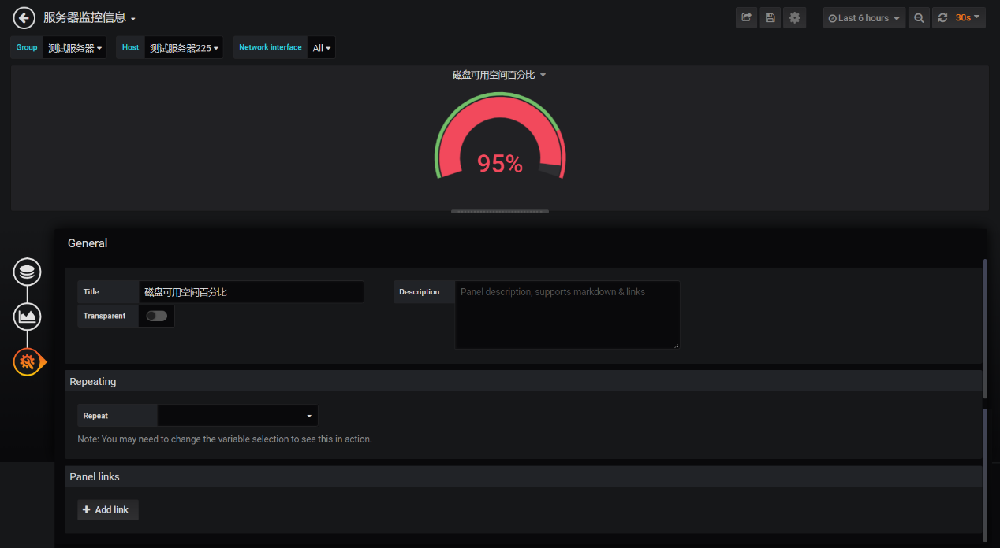 服务器监控信息
Last 6 hours
30s
Group 测试服务器 Host 测试服务器225 Network interface All
磁盘可用空间百分比
95%
General
Title 磁盘可用空间百分比
Description Panel description, supports markdown & links
Transparent
Repeating
Repeat
Note: You may need to change the variable selection to see this in action.
Panel links
+ Add link